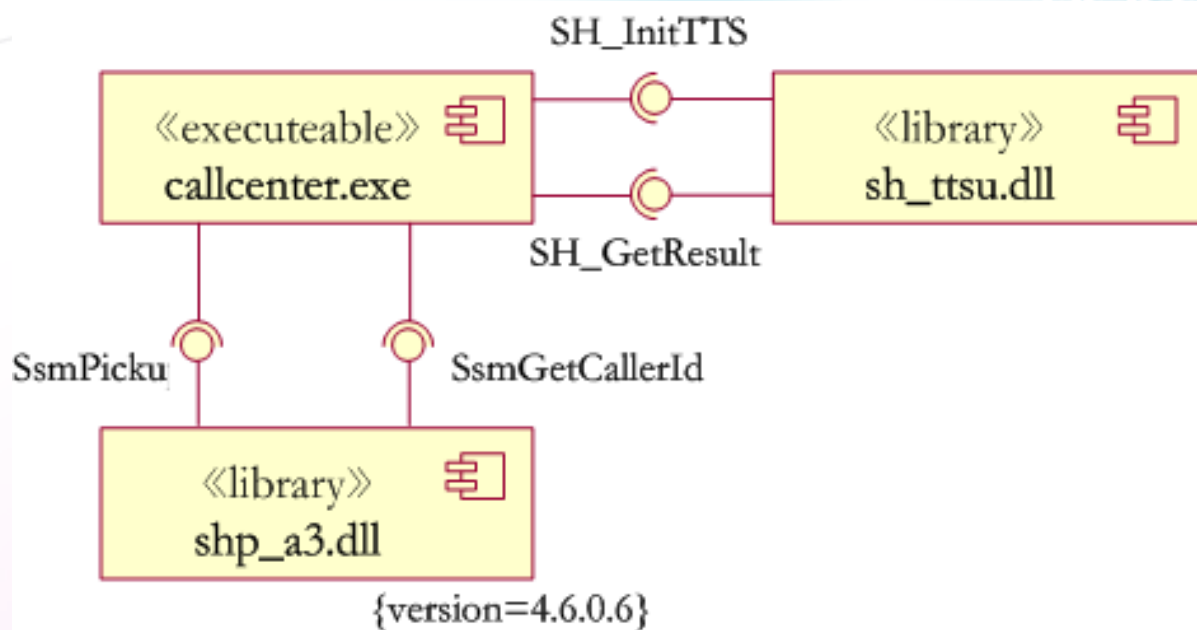 SH_InitTTS
《executeable》
callcenter.exe
《library》
sh_ttsu.dll
SH_GetResult
SsmPicku
SsmGetCallerId
《library》
shp_a3.dll
{version=4.6.0.6}